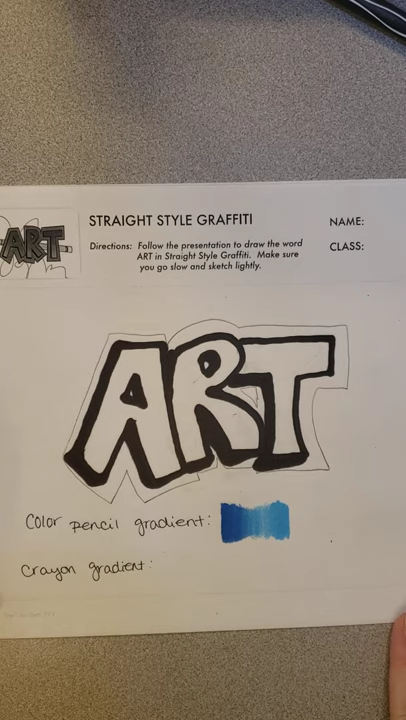 STRAIGHT STYLE GRAFFITI
NAME:
Directions: Follow the presentation to draw the word
ART in Straight Style Graffiti. Make sure
you go slow and sketch lightly.
CLASS:
ART
ART
Color pencil gradient:
Crayon gradient: